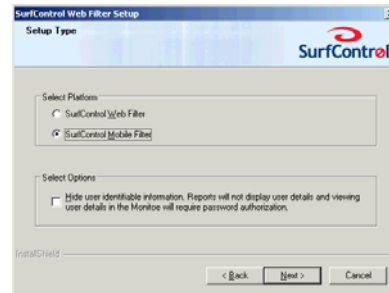 SurfControl Web Filter Setup
Setup Type
SurfControl
Select Platform
SurfControl Web Filter
SurfControl Mobile Filter
Select Options
Hide user identifiable information. Reports will not display user details and viewing
user details in the Monitor will require password authorization.
InstallShield
< Back
Next >
Cancel